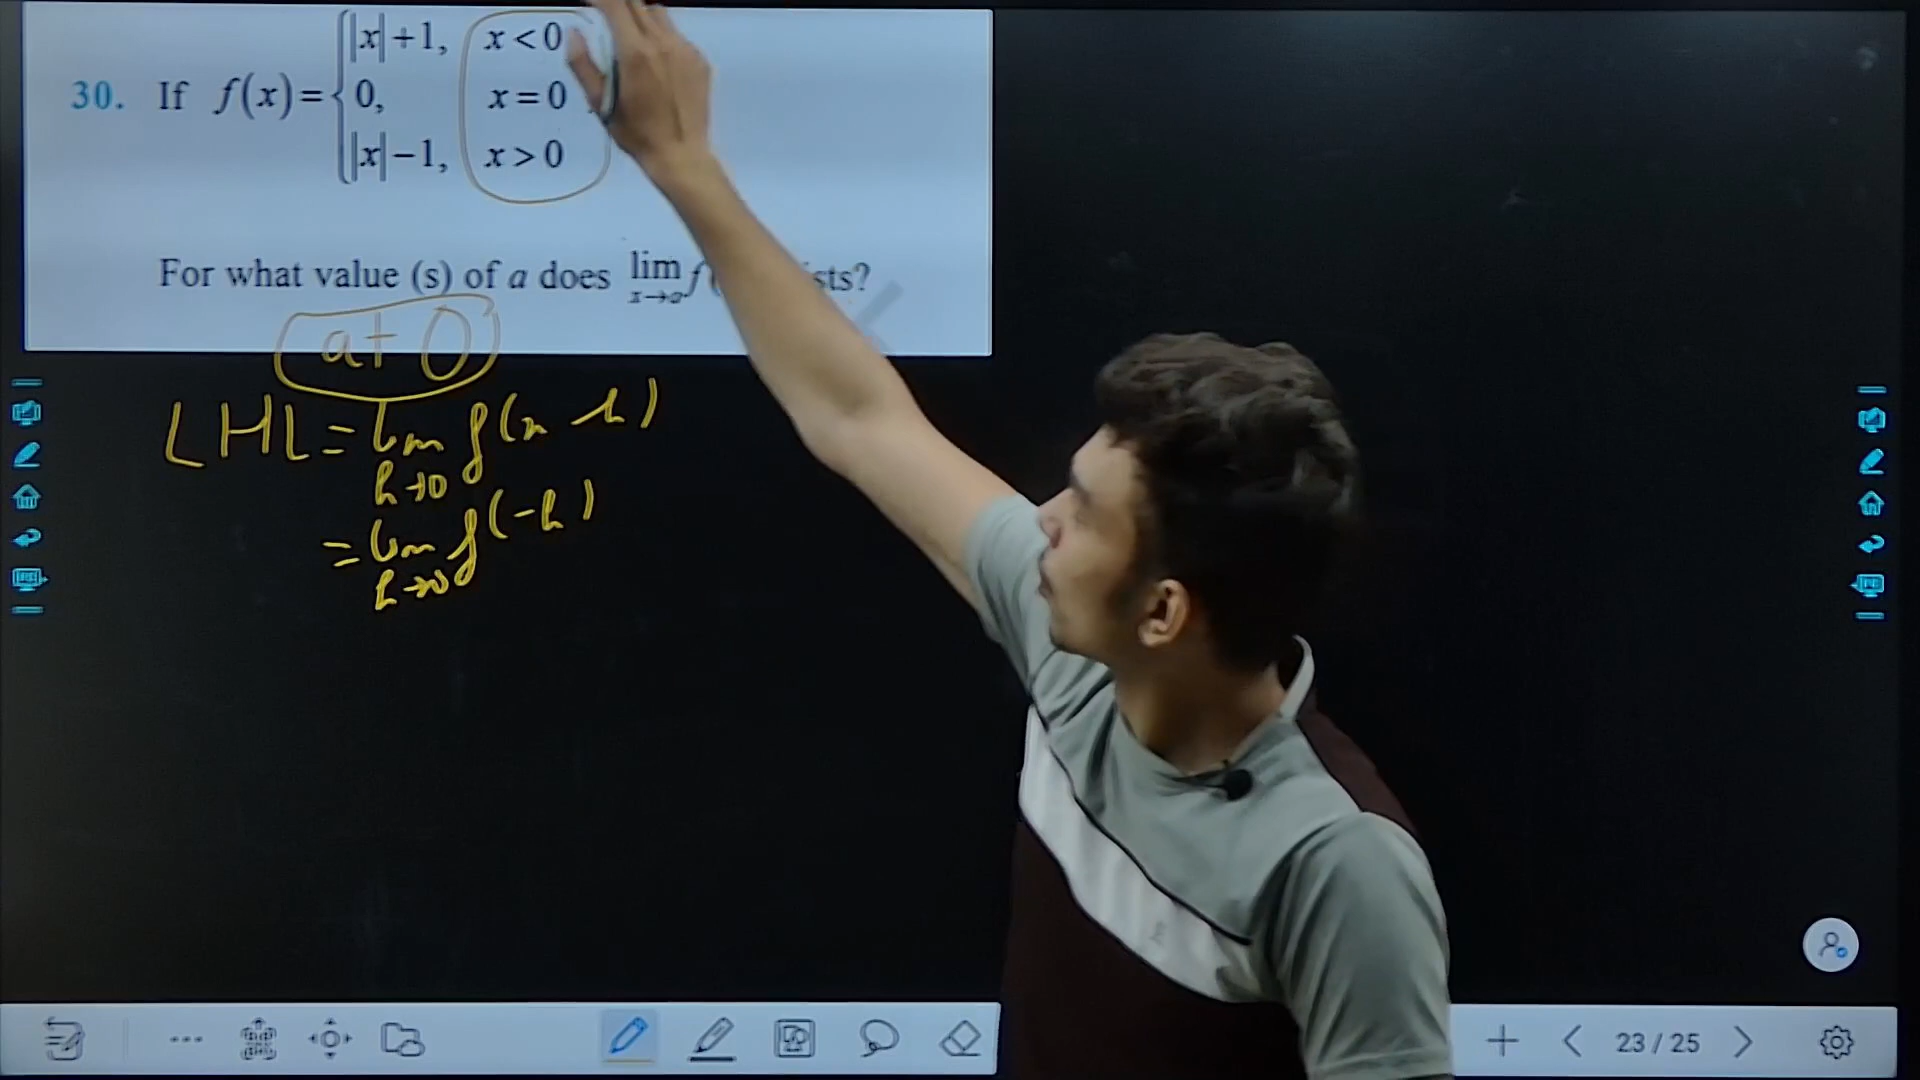 |x|+1, x<0
30. If f(x)= 0, x=0
|x|−1, x>0
For what value (s) of a does lim f
x→a
at 0
LHL = lim f(x-h)
h→0
= lim f(-h)
h→0
23 / 25